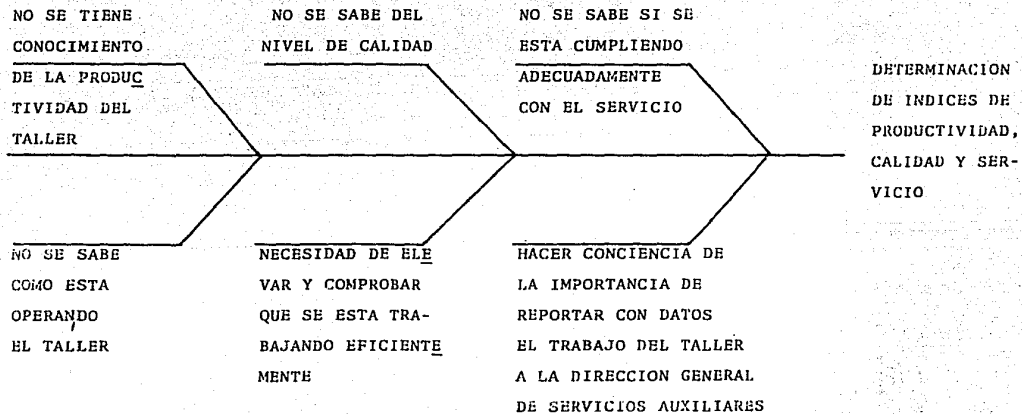 NO SE TIENE
CONOCIMIENTO
DE LA PRODUC
TIVIDAD DEL
TALLER
NO SE SABE DEL
NIVEL DE CALIDAD
NO SE SABE SI SE
ESTA CUMPLIENDO
ADECUADAMENTE
CON EL SERVICIO
DETERMINACION
DE INDICES DE
PRODUCTIVIDAD,
CALIDAD Y SER-
VICIO
NO SE SABE
COMO ESTA
OPERANDO
EL TALLER
NECESIDAD DE ELE
VAR Y COMPROBAR
QUE SE ESTA TRA-
BAJANDO EFICIENTE
MENTE
HACER CONCIENCIA DE
LA IMPORTANCIA DE
REPORTAR CON DATOS
EL TRABAJO DEL TALLER
A LA DIRECCION GENERAL
DE SERVICIOS AUXILIARES